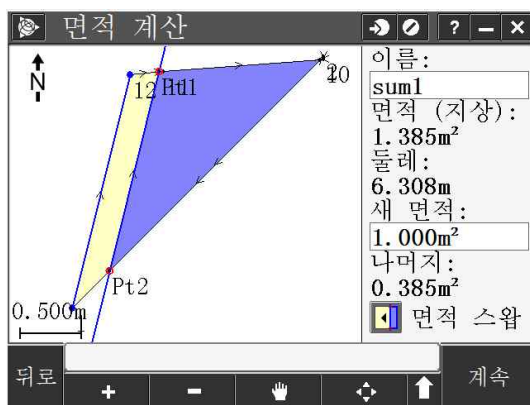 면적 계산
?
N
12
Pt1
Pt2
0.500m
이름:
sum1
면적 (지상):
1.385m²
둘레:
6.308m
새 면적:
1.000m²
나머지:
0.385m²
면적 스왑
뒤로
계속